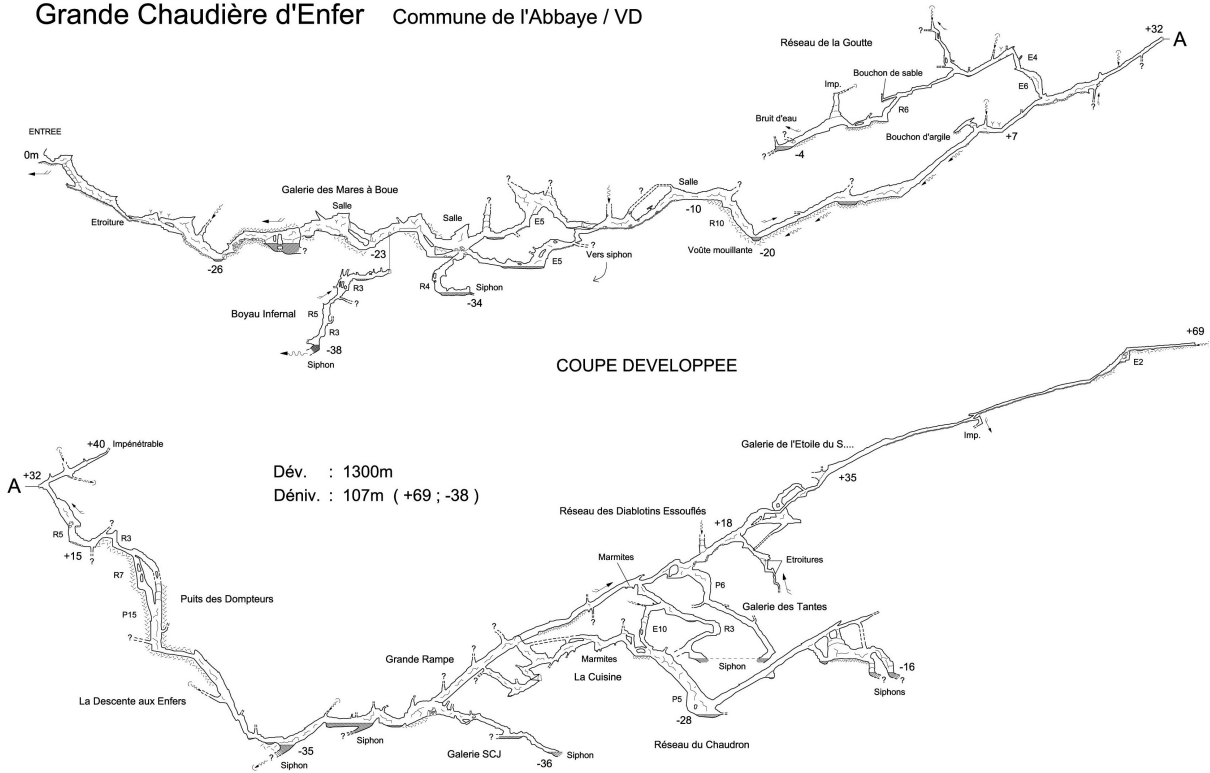 Grande Chaudière d'Enfer Commune de l'Abbaye / VD
+32
A
Réseau de la Goutte
?
E4
Bouchon de sable
Imp.
E6
?
R6
Bruit d'eau
Bouchon d'argile
+7
?
-4
ENTREE
0m
Etroiture
Galerie des Mares à Boue
Salle
-26
?
-23
Salle
?
?
?
E5
E5
?
Vers siphon
?
Salle
-10
?
R10
Voûte mouillante
-20
?
R4
Siphon
-34
R3
?
Boyau Infernal
R5
R3
-38
Siphon
COUPE DEVELOPPEE
+69
E2
Imp.
Galerie de l'Etoile du S....
+35
+40 Impénétrable
+32
A
Dév. : 1300m
Déniv. : 107m ( +69 ; -38 )
R5
?
R3
+15
?
R7
Puits des Dompteurs
P15
?
La Descente aux Enfers
-35
Siphon
?
Siphon
Réseau des Diablotins Essouflés
+18
Marmites
Etroitures
P6
Galerie des Tantes
?
?
E10
R3
Grande Rampe
?
Marmites
La Cuisine
Siphon
?
?
-16
?
?
Siphons
P5
-28
Réseau du Chaudron
Galerie SCJ
?
Siphon
-36